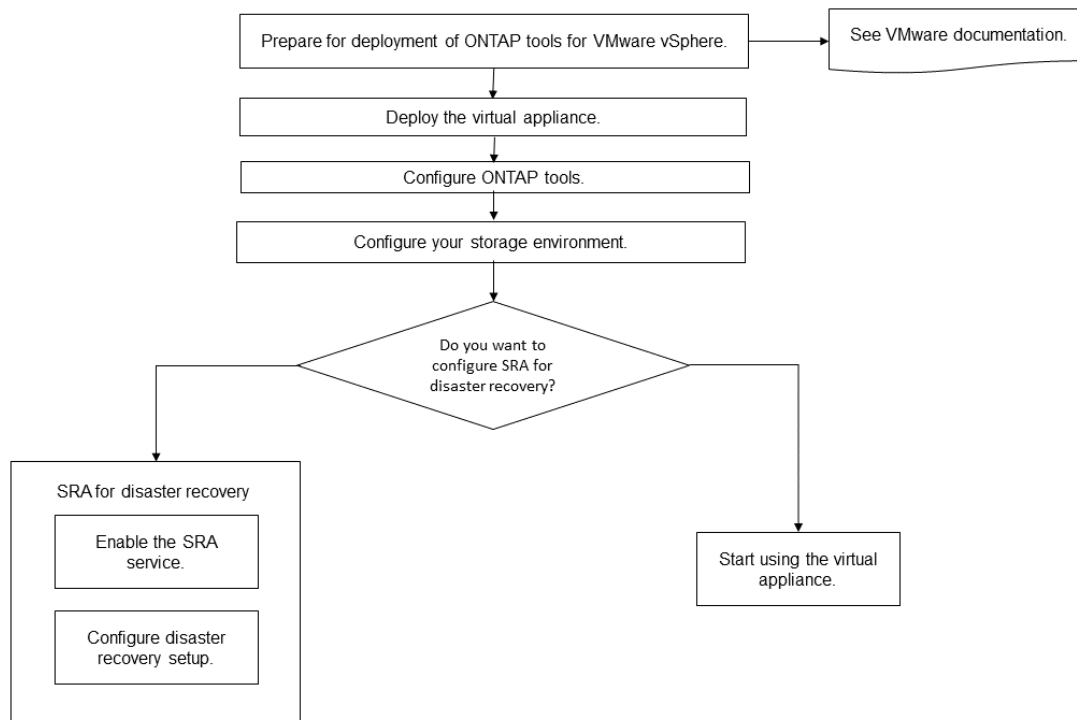 Prepare for deployment of ONTAP tools for VMware vSphere.
See VMware documentation.
Deploy the virtual appliance.
Configure ONTAP tools.
Configure your storage environment.
Do you want to
configure SRA for
disaster recovery?
SRA for disaster recovery
Enable the SRA
service.
Configure disaster
recovery setup.
Start using the virtual
appliance.